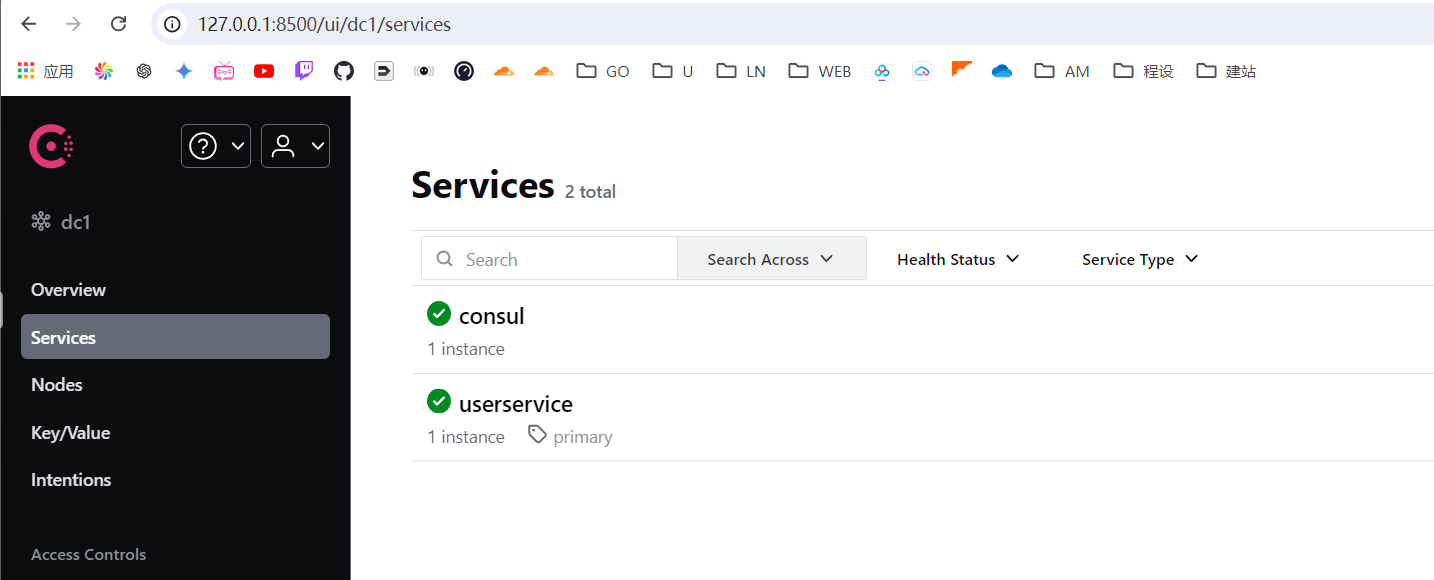 127.0.0.1:8500/ui/dc1/services
应用 GO U LN WEB AM 程设 建站
dc1
Overview
Services
Nodes
Key/Value
Intentions
Access Controls
Services 2 total
Search Search Across Health Status Service Type
consul
1 instance
userservice
1 instance primary